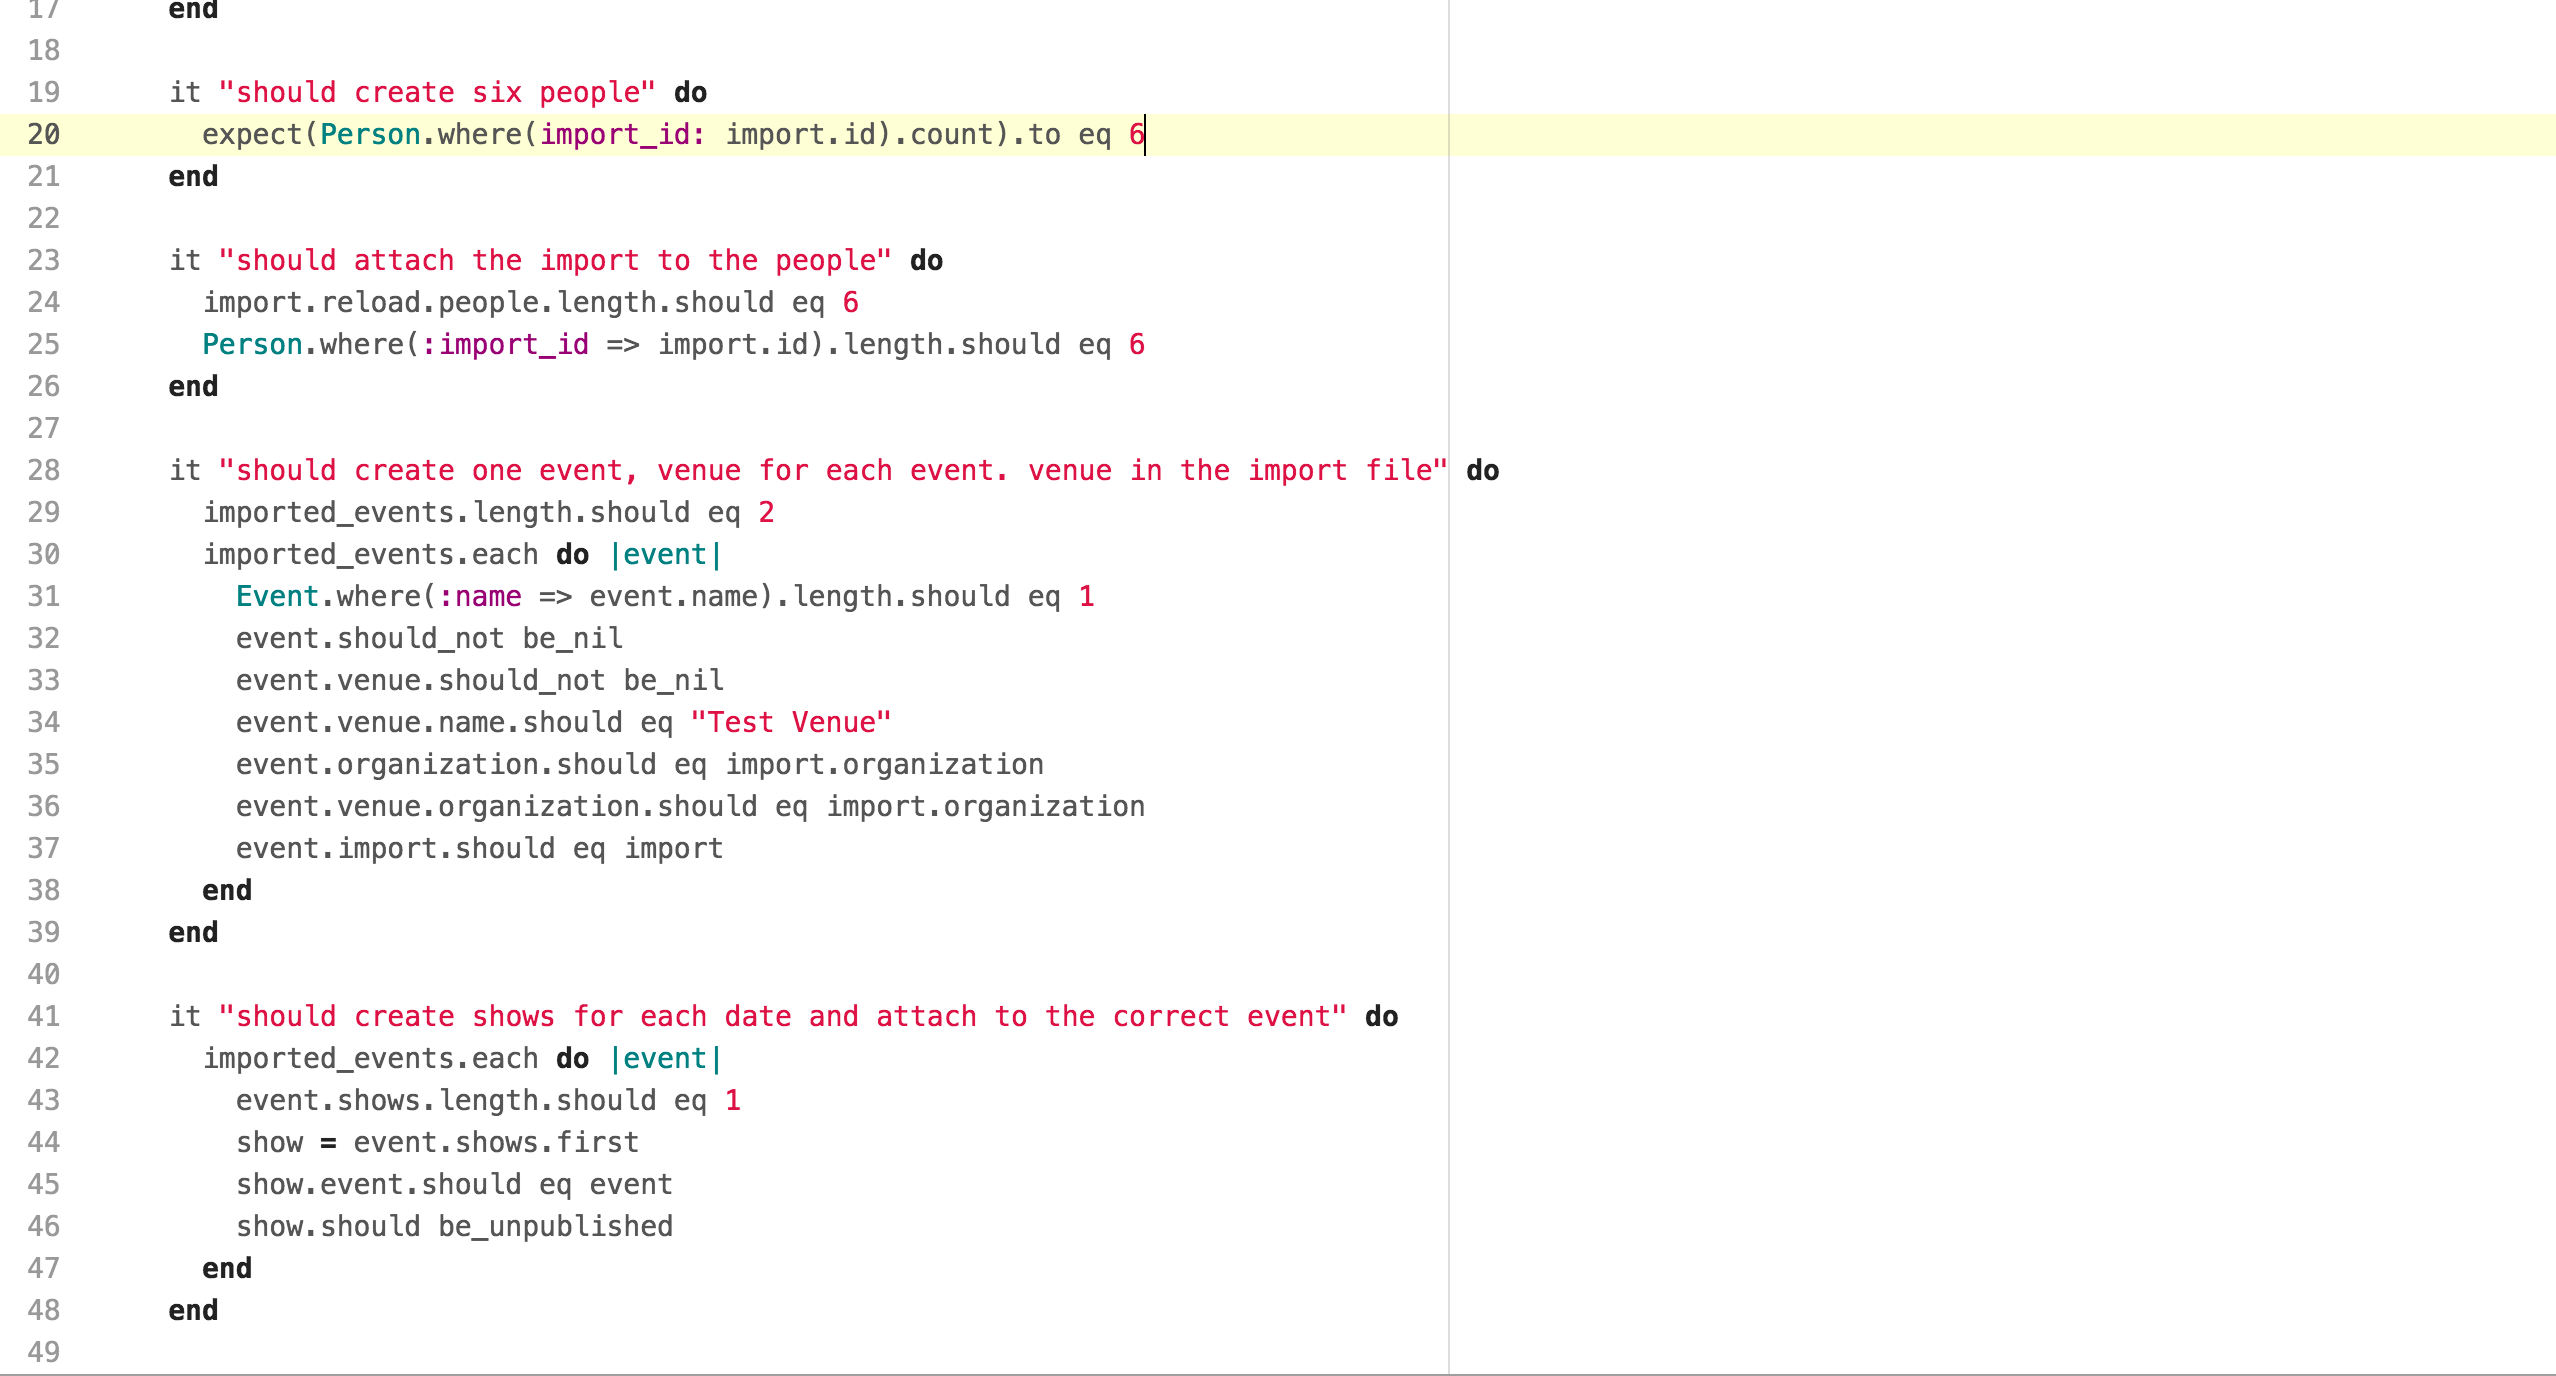 17 end
18
19 it "should create six people" do
20 expect(Person.where(import_id: import.id).count).to eq 6
21 end
22
23 it "should attach the import to the people" do
24 import.reload.people.length.should eq 6
25 Person.where(:import_id => import.id).length.should eq 6
26 end
27
28 it "should create one event, venue for each event. venue in the import file" do
29 imported_events.length.should eq 2
30 imported_events.each do |event|
31 Event.where(:name => event.name).length.should eq 1
32 event.should_not be_nil
33 event.venue.should_not be_nil
34 event.venue.name.should eq "Test Venue"
35 event.organization.should eq import.organization
36 event.venue.organization.should eq import.organization
37 event.import.should eq import
38 end
39 end
40
41 it "should create shows for each date and attach to the correct event" do
42 imported_events.each do |event|
43 event.shows.length.should eq 1
44 show = event.shows.first
45 show.event.should eq event
46 show.should be_unpublished
47 end
48 end
49